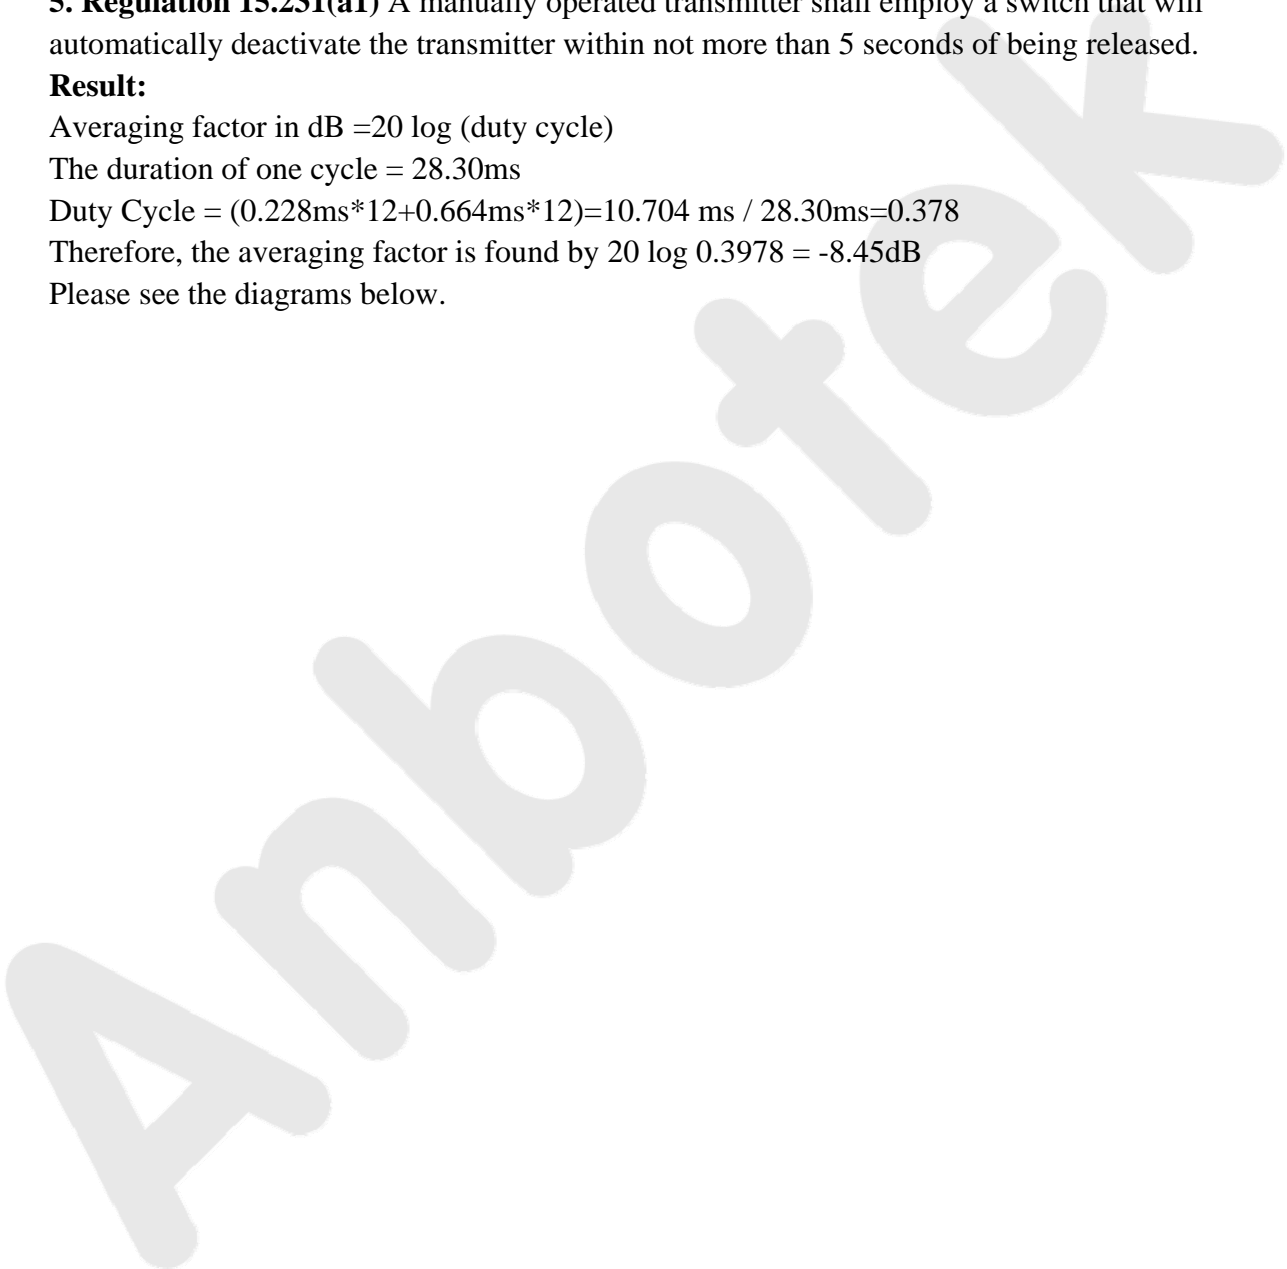 5. Regulation 15.231(a1) A manually operated transmitter shall employ a switch that will
automatically deactivate the transmitter within not more than 5 seconds of being released.
Result:
Averaging factor in dB =20 log (duty cycle)
The duration of one cycle = 28.30ms
Duty Cycle = (0.228ms*12+0.664ms*12)=10.704 ms / 28.30ms=0.378
Therefore, the averaging factor is found by 20 log 0.3978 = -8.45dB
Please see the diagrams below.
Anbotek